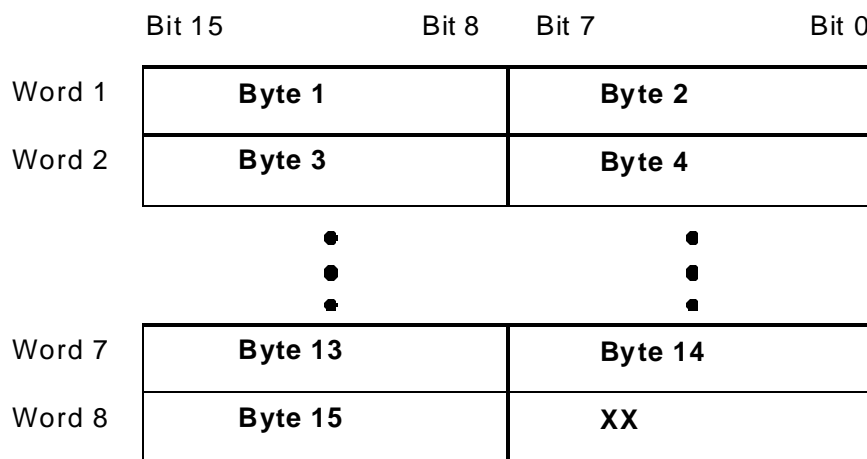 Bit 15 Bit 8 Bit 7 Bit 0
Word 1 Byte 1 Byte 2
Word 2 Byte 3 Byte 4
Word 7 Byte 13 Byte 14
Word 8 Byte 15 XX